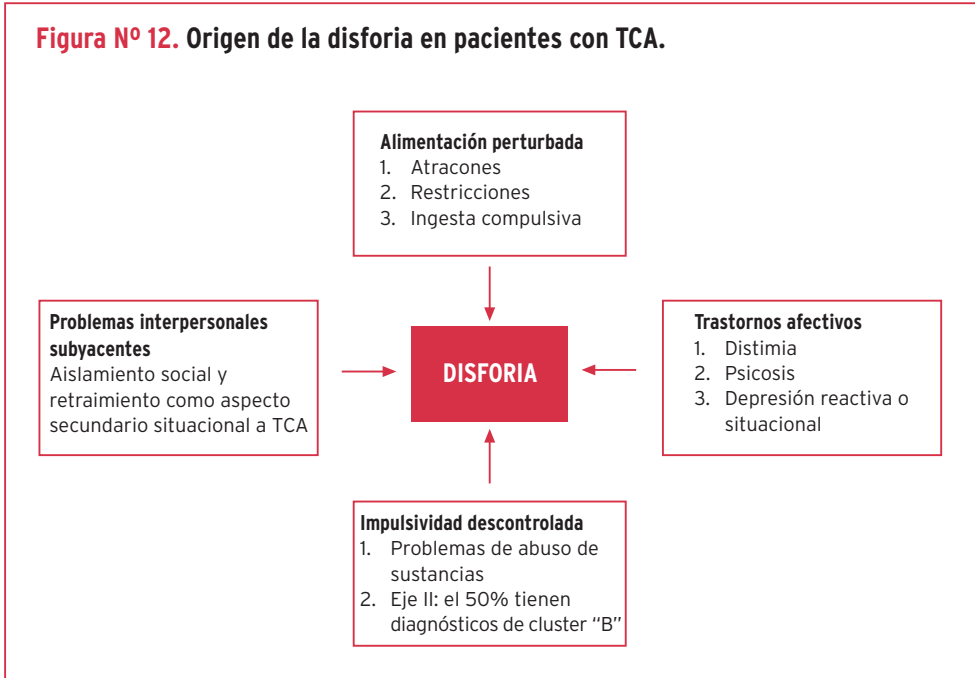 Figura Nº 12. Origen de la disforia en pacientes con TCA.
Alimentación perturbada
1. Atracones
2. Restricciones
3. Ingesta compulsiva
Problemas interpersonales
subyacentes
Aislamiento social y
retraimiento como aspecto
secundario situacional a TCA
DISFORIA
Trastornos afectivos
1. Distimia
2. Psicosis
3. Depresión reactiva o
situacional
Impulsividad descontrolada
1. Problemas de abuso de
sustancias
2. Eje II: el 50% tienen
diagnósticos de cluster “B”